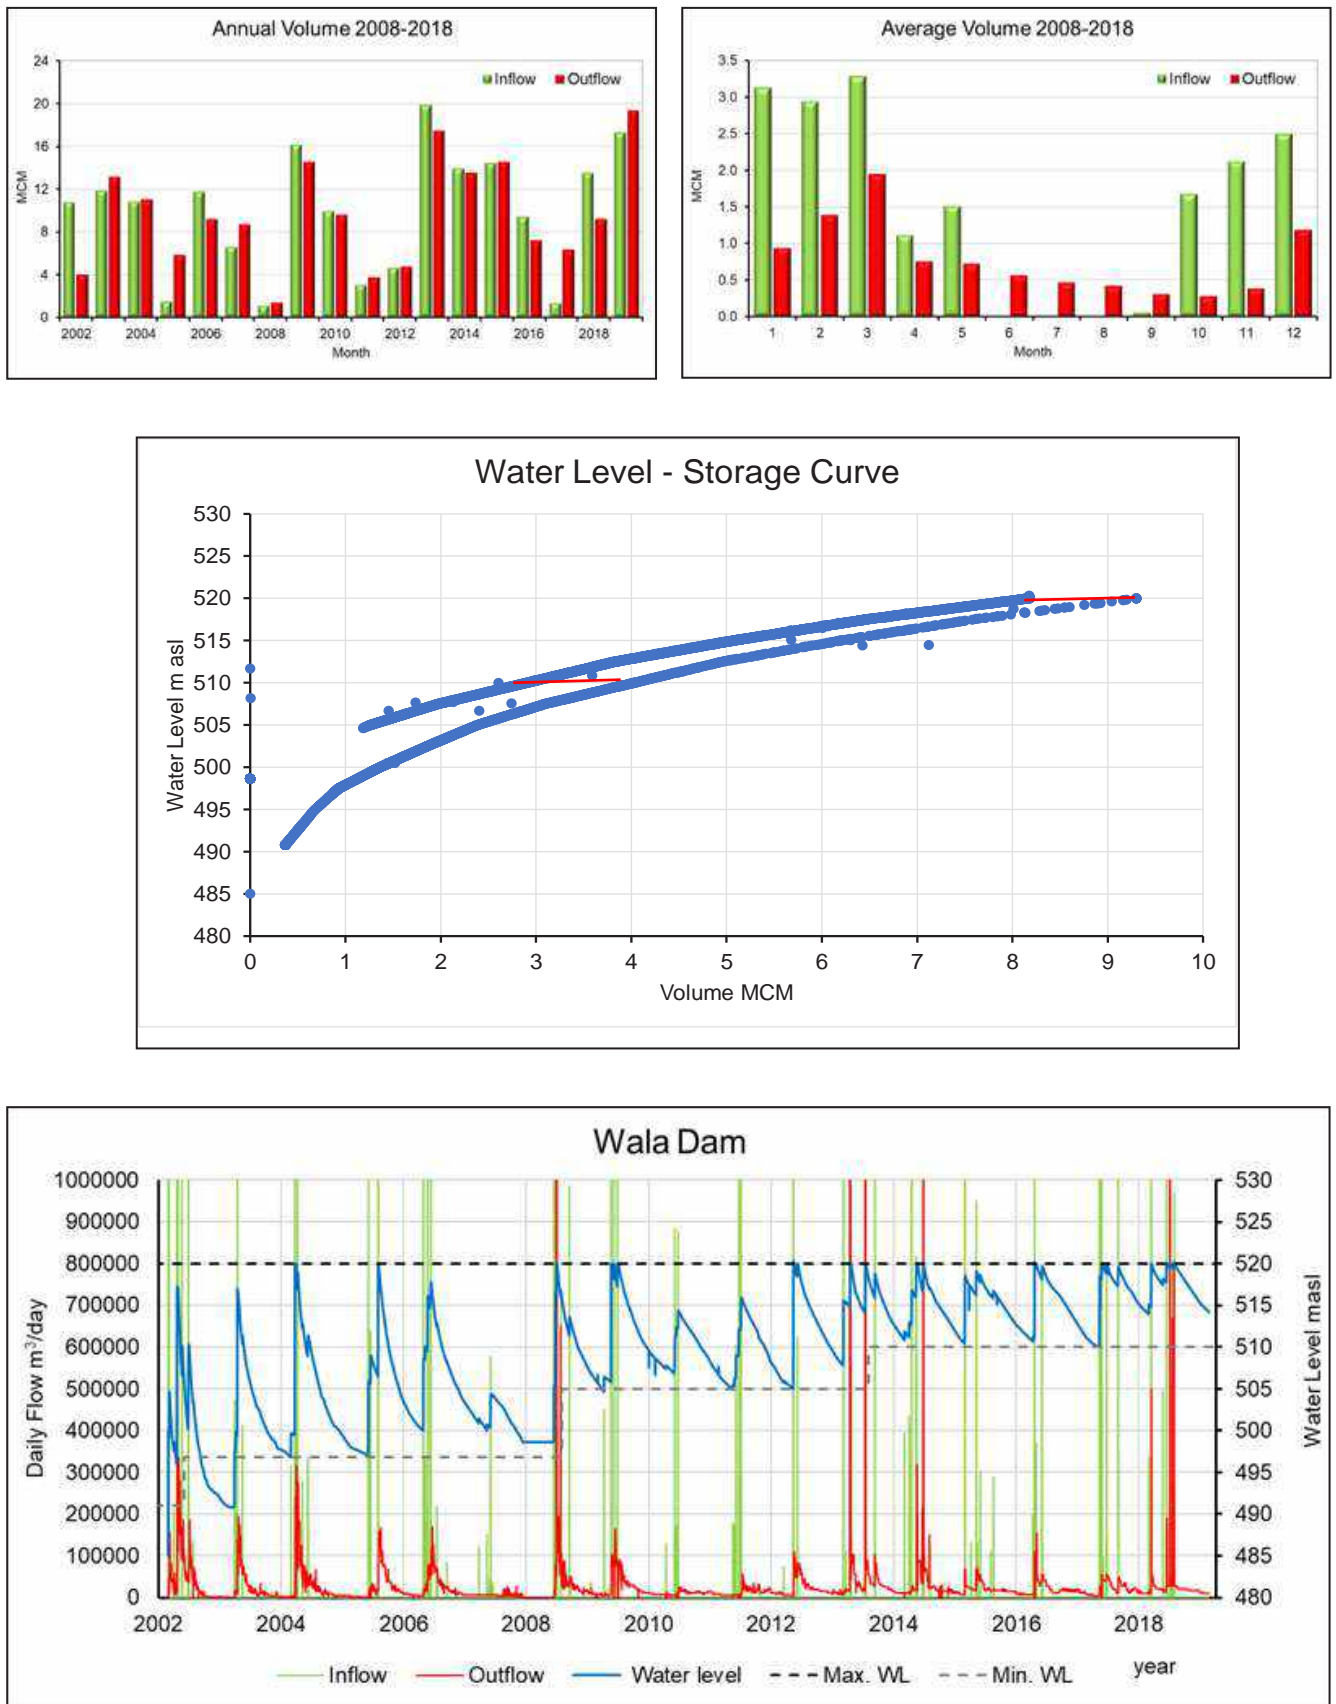 Annual Volume 2008-2018
24
20
16
12
8
4
0
MCM
Inflow Outflow
2002 2004 2006 2008 2010 2012 2014 2016 2018
Month
Average Volume 2008-2018
3.5
3.0
2.5
2.0
1.5
1.0
0.5
0.0
MCM
Inflow Outflow
1 2 3 4 5 6 7 8 9 10 11 12
Month
Water Level - Storage Curve
530
525
520
515
510
505
500
495
490
485
480
Water Level m asl
0 1 2 3 4 5 6 7 8 9 10
Volume MCM
Wala Dam
1000000
900000
800000
700000
600000
500000
400000
300000
200000
100000
0
Daily Flow m³/day
530
525
520
515
510
505
500
495
490
485
480
Water Level masl
2002 2004 2006 2008 2010 2012 2014 2016 2018
year
Inflow Outflow Water level Max. WL Min. WL